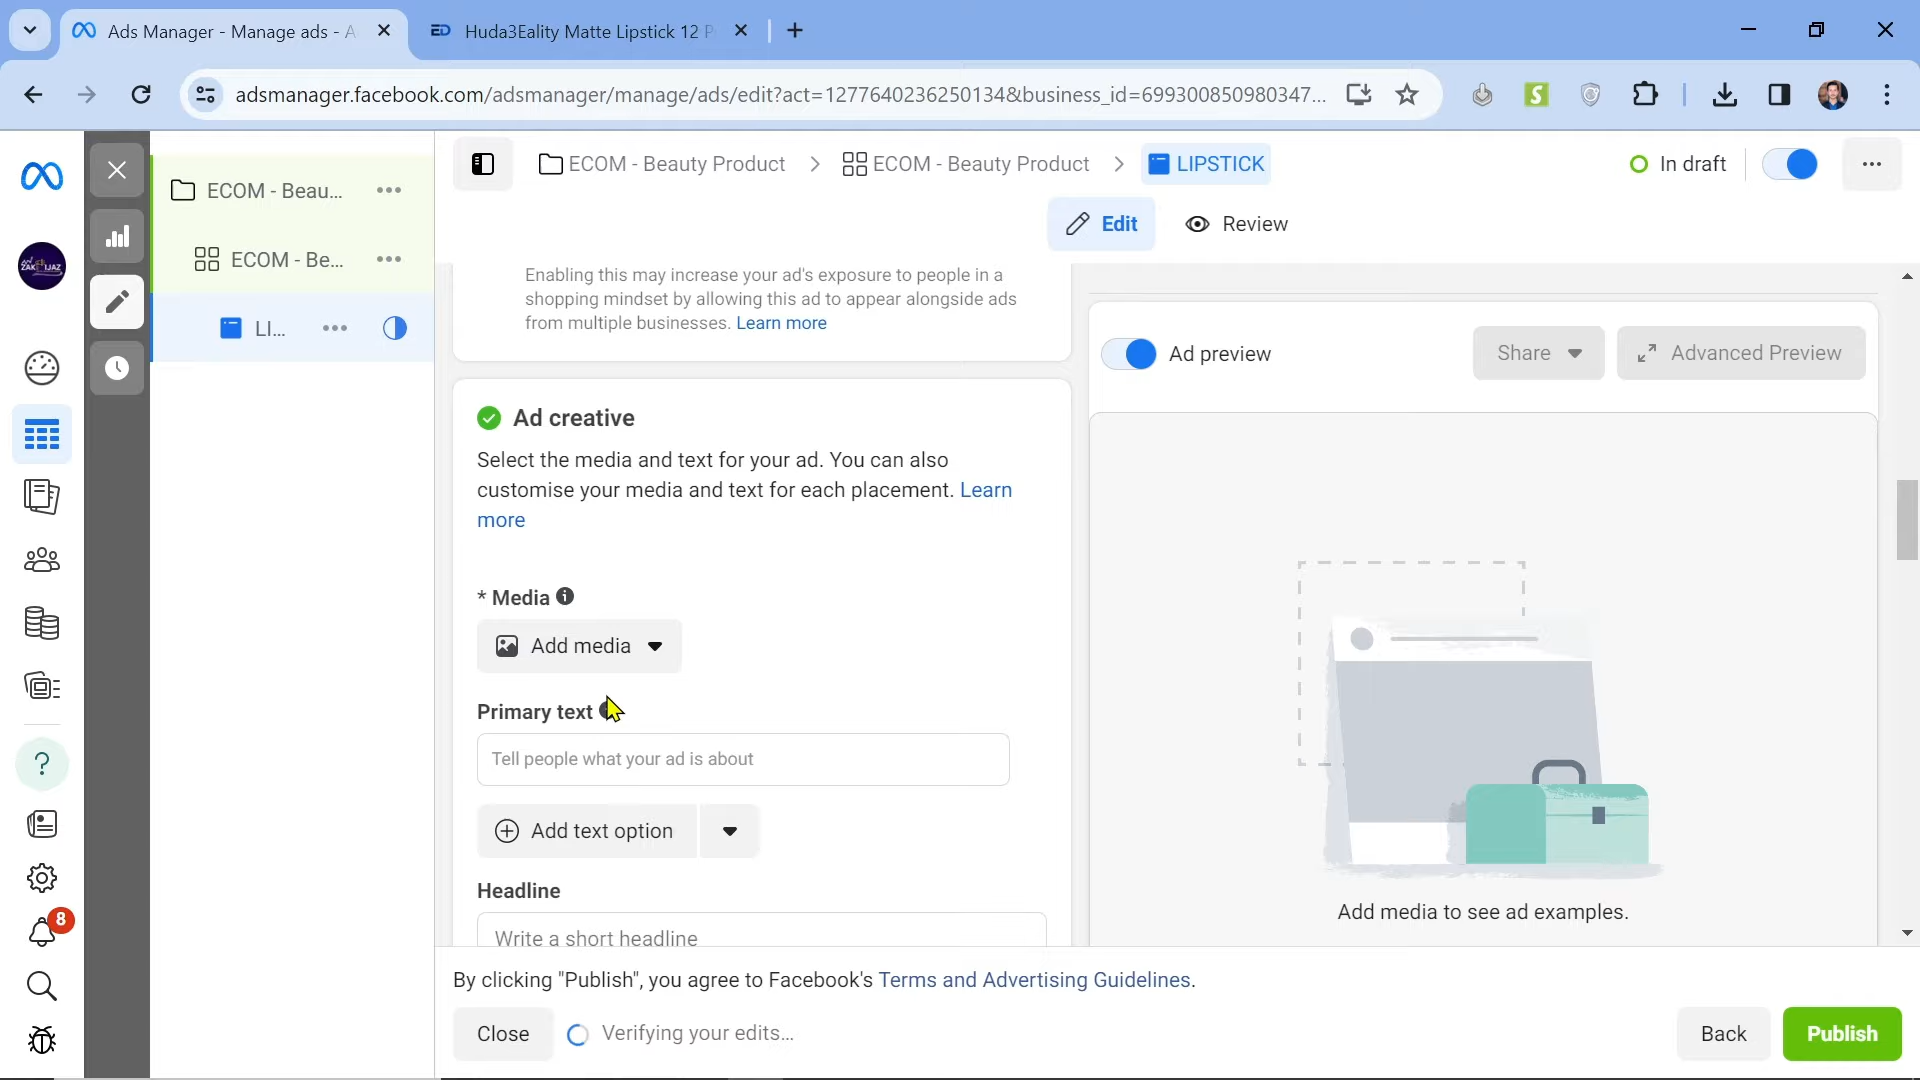 Ads Manager - Manage ads - A
ED Huda3Eality Matte Lipstick 12 P
adsmanager.facebook.com/adsmanager/manage/ads/edit?act=1277640236250134&business_id=699300850980347...
ECOM - Beau...
ECOM - Be...
LI...
ECOM - Beauty Product
ECOM - Beauty Product
LIPSTICK
In draft
Edit
Review
Enabling this may increase your ad's exposure to people in a
shopping mindset by allowing this ad to appear alongside ads
from multiple businesses. Learn more
Ad creative
Select the media and text for your ad. You can also
customise your media and text for each placement. Learn
more
* Media
Add media
Primary text
Tell people what your ad is about
Add text option
Headline
Write a short headline
Ad preview
Share
Advanced Preview
Add media to see ad examples.
8
By clicking "Publish", you agree to Facebook's Terms and Advertising Guidelines.
Close
Verifying your edits...
Back
Publish